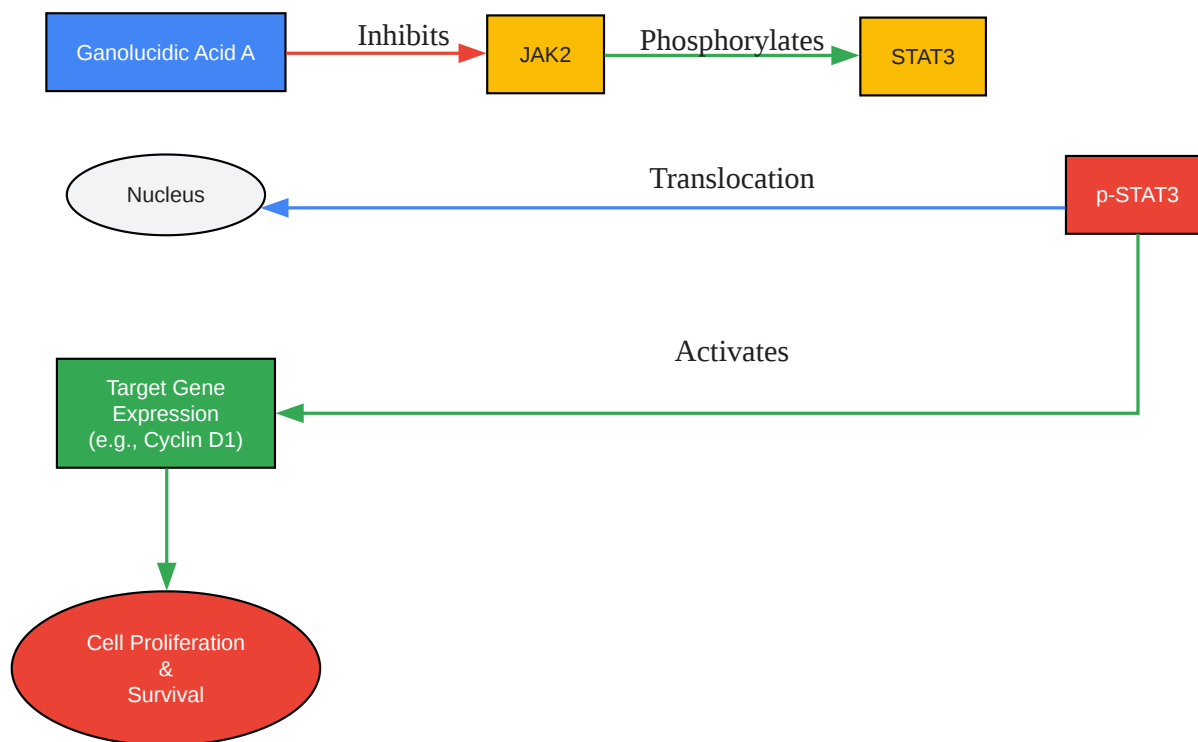 Ganolucidic Acid A
Inhibits
JAK2
Phosphorylates
STAT3
Nucleus
Translocation
p-STAT3
Activates
Target Gene
Expression
(e.g., Cyclin D1)
Cell Proliferation
&
Survival